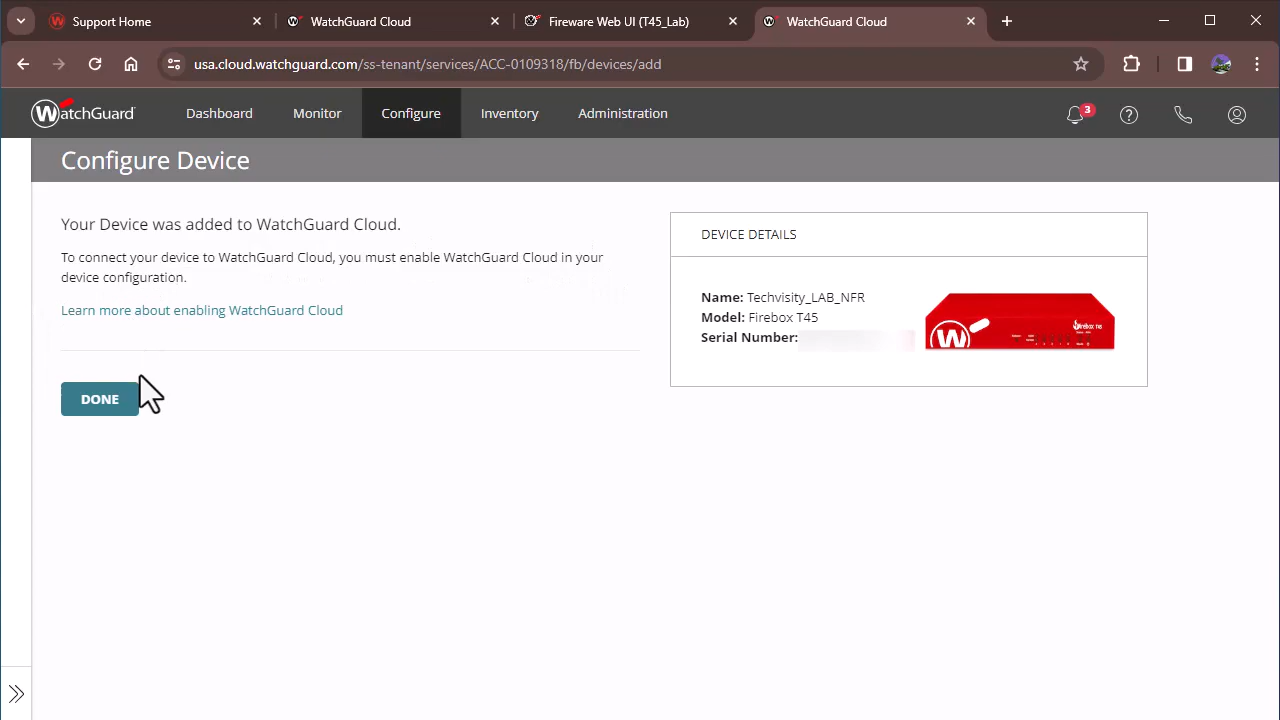 Support Home
WatchGuard Cloud
Fireware Web UI (T45_Lab)
WatchGuard Cloud
usa.cloud.watchguard.com/ss-tenant/services/ACC-0109318/fb/devices/add
WatchGuard
Dashboard
Monitor
Configure
Inventory
Administration
3
Configure Device
Your Device was added to WatchGuard Cloud.
To connect your device to WatchGuard Cloud, you must enable WatchGuard Cloud in your
device configuration.
Learn more about enabling WatchGuard Cloud
DONE
DEVICE DETAILS
Name: Techvisity_LAB_NFR
Model: Firebox T45
Serial Number: